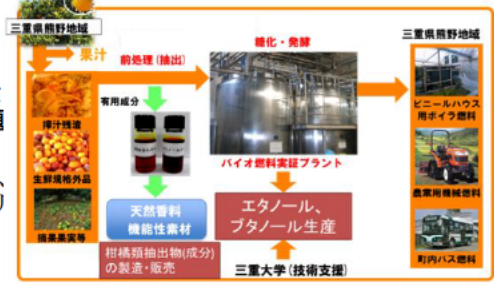 三重県熊野地域
果汁
搾汁残渣
生鮮規格外品
摘果果実等
前処理(抽出)
有用成分
天然香料
機能性素材
柑橘類抽出物(成分)
の製造・販売
糖化・発酵
バイオ燃料実証プラント
エタノール、
ブタノール生産
三重大学(技術支援)
三重県熊野地域
ビニールハウス
用ボイラ燃料
農業用機械燃料
町内バス燃料